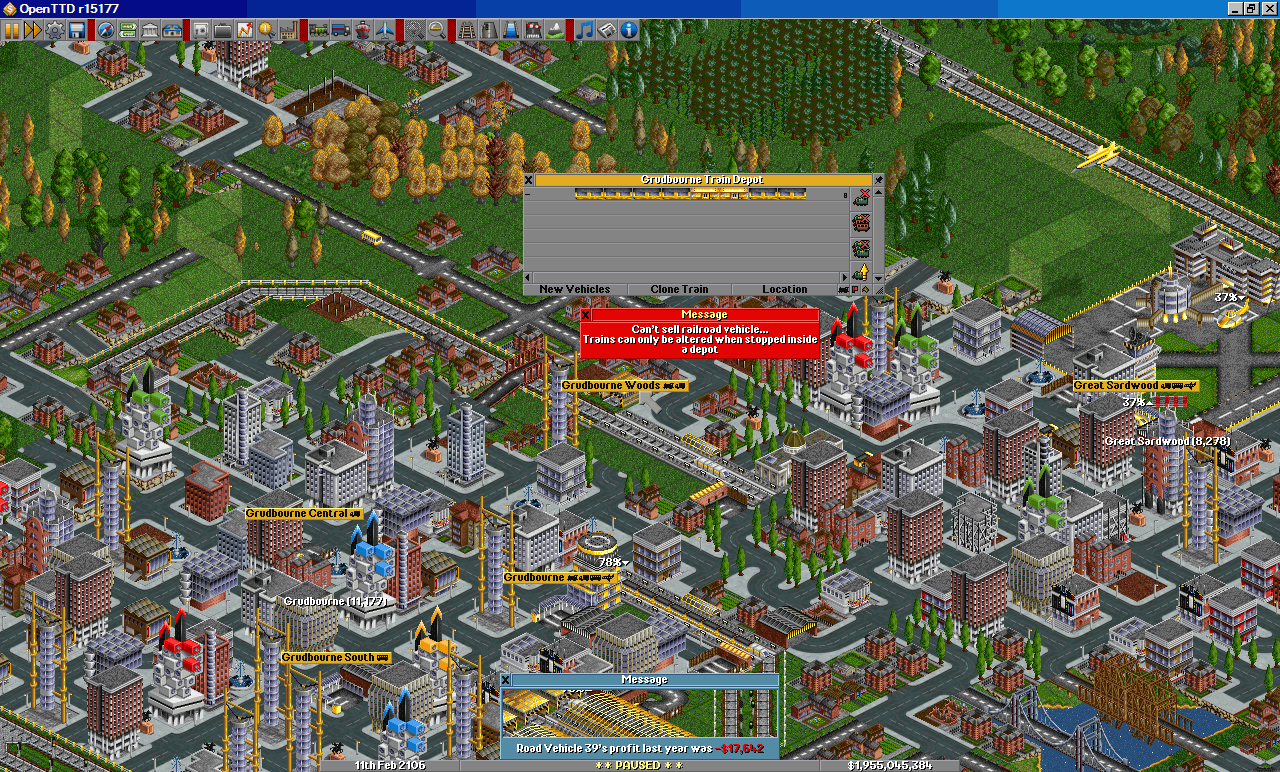 OpenTTD r15177
Grudbourne Train Depot
8
New Vehicles
Clone Train
Location
Message
Can't sell railroad vehicle...
Trains can only be altered when stopped inside
a depot
37%
Grudbourne Woods
Great Sardwood
37%
Great Sardwood (8,278)
Grudbourne Central
78%
Grudbourne
Grudbourne (11,177)
Grudbourne South
Message
Road Vehicle 39's profit last year was -$17,642
11th Feb 2106
* * PAUSED * *
$1,955,045,384